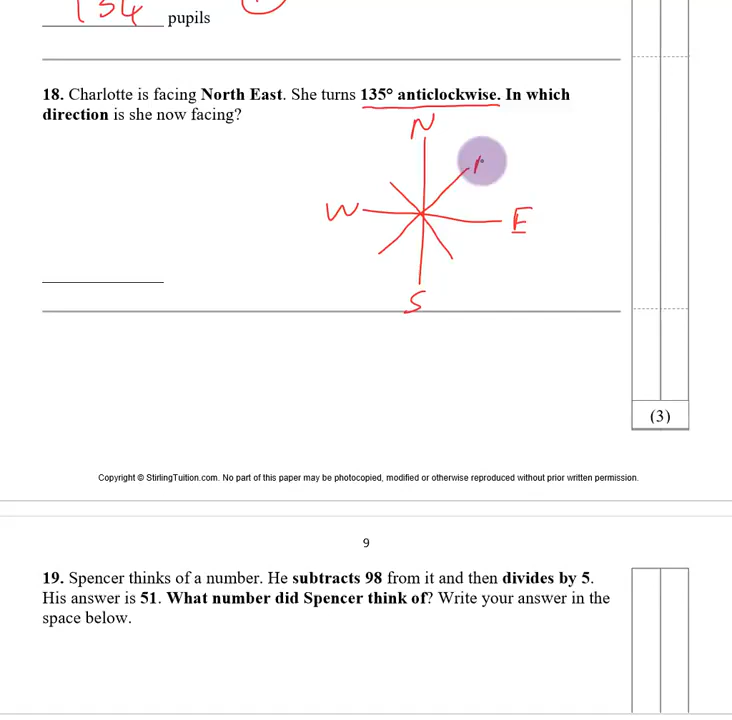 134 pupils
18. Charlotte is facing North East. She turns 135° anticlockwise. In which
direction is she now facing?
N
W
E
S
(3)
Copyright © StirlingTuition.com. No part of this paper may be photocopied, modified or otherwise reproduced without prior written permission.
9
19. Spencer thinks of a number. He subtracts 98 from it and then divides by 5.
His answer is 51. What number did Spencer think of? Write your answer in the
space below.